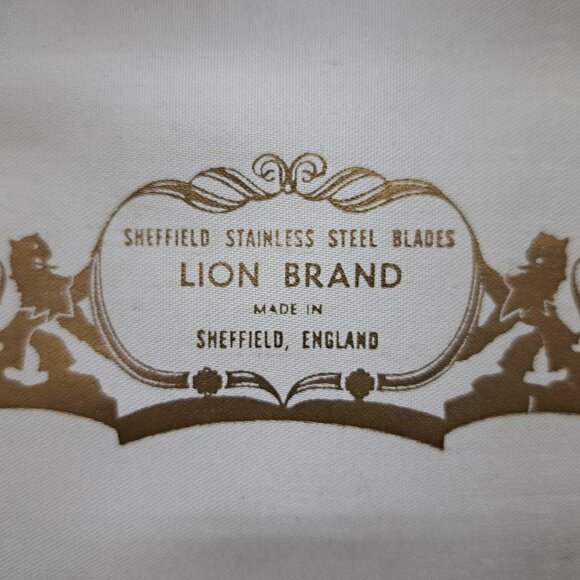 SHEFFIELD STAINLESS STEEL BLADES
LION BRAND
MADE IN
SHEFFIELD, ENGLAND